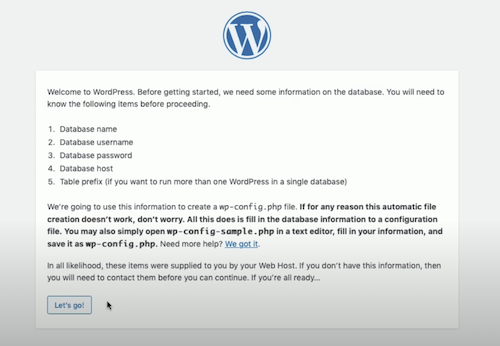 Welcome to WordPress. Before getting started, we need some information on the database. You will need to
know the following items before proceeding.
1. Database name
2. Database username
3. Database password
4. Database host
5. Table prefix (if you want to run more than one WordPress in a single database)
We're going to use this information to create a wp-config.php file. If for any reason this automatic file
creation doesn't work, don't worry. All this does is fill in the database information to a configuration
file. You may also simply open wp-config-sample.php in a text editor, fill in your information, and
save it as wp-config.php. Need more help? We got it.
In all likelihood, these items were supplied to you by your Web Host. If you don't have this information, then
you will need to contact them before you can continue. If you're all ready...
Let's go!